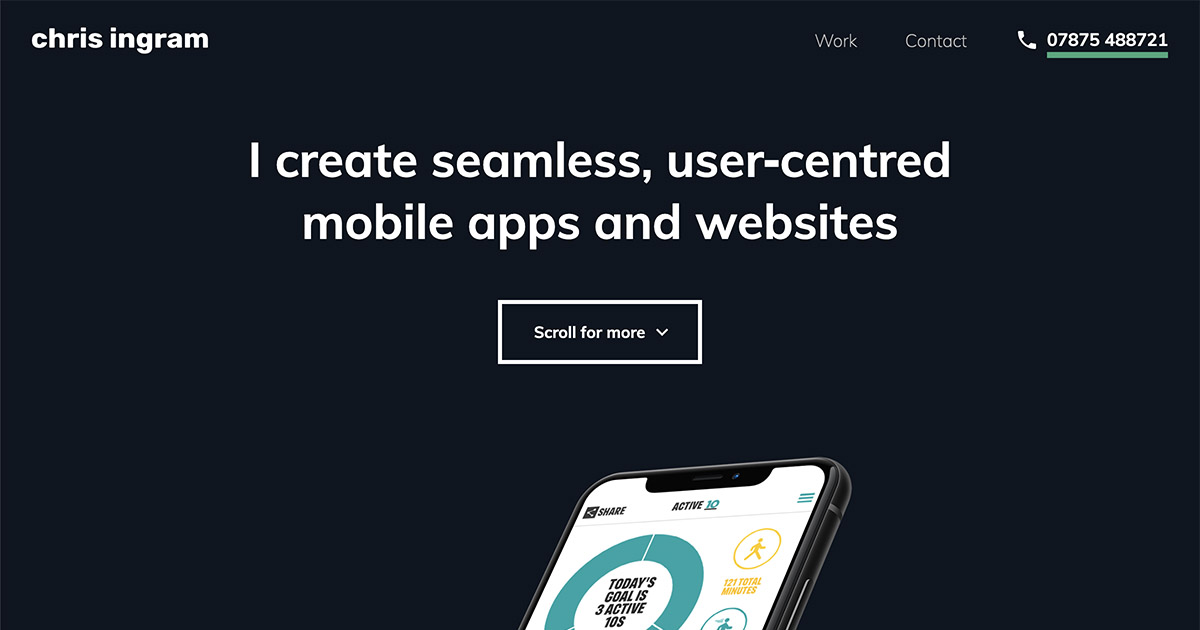 chris ingram
Work
Contact
07875 488721
I create seamless, user-centred
mobile apps and websites
Scroll for more
SHARE
ACTIVE 10
121 TOTAL
MINUTES
TODAY'S
GOAL IS
3 ACTIVE
10S